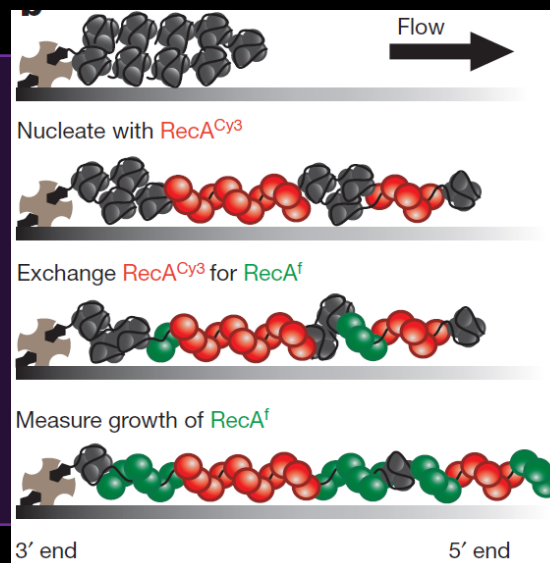 Flow
Nucleate with RecACy3
Exchange RecACy3 for RecAf
Measure growth of RecAf
3′ end
5′ end